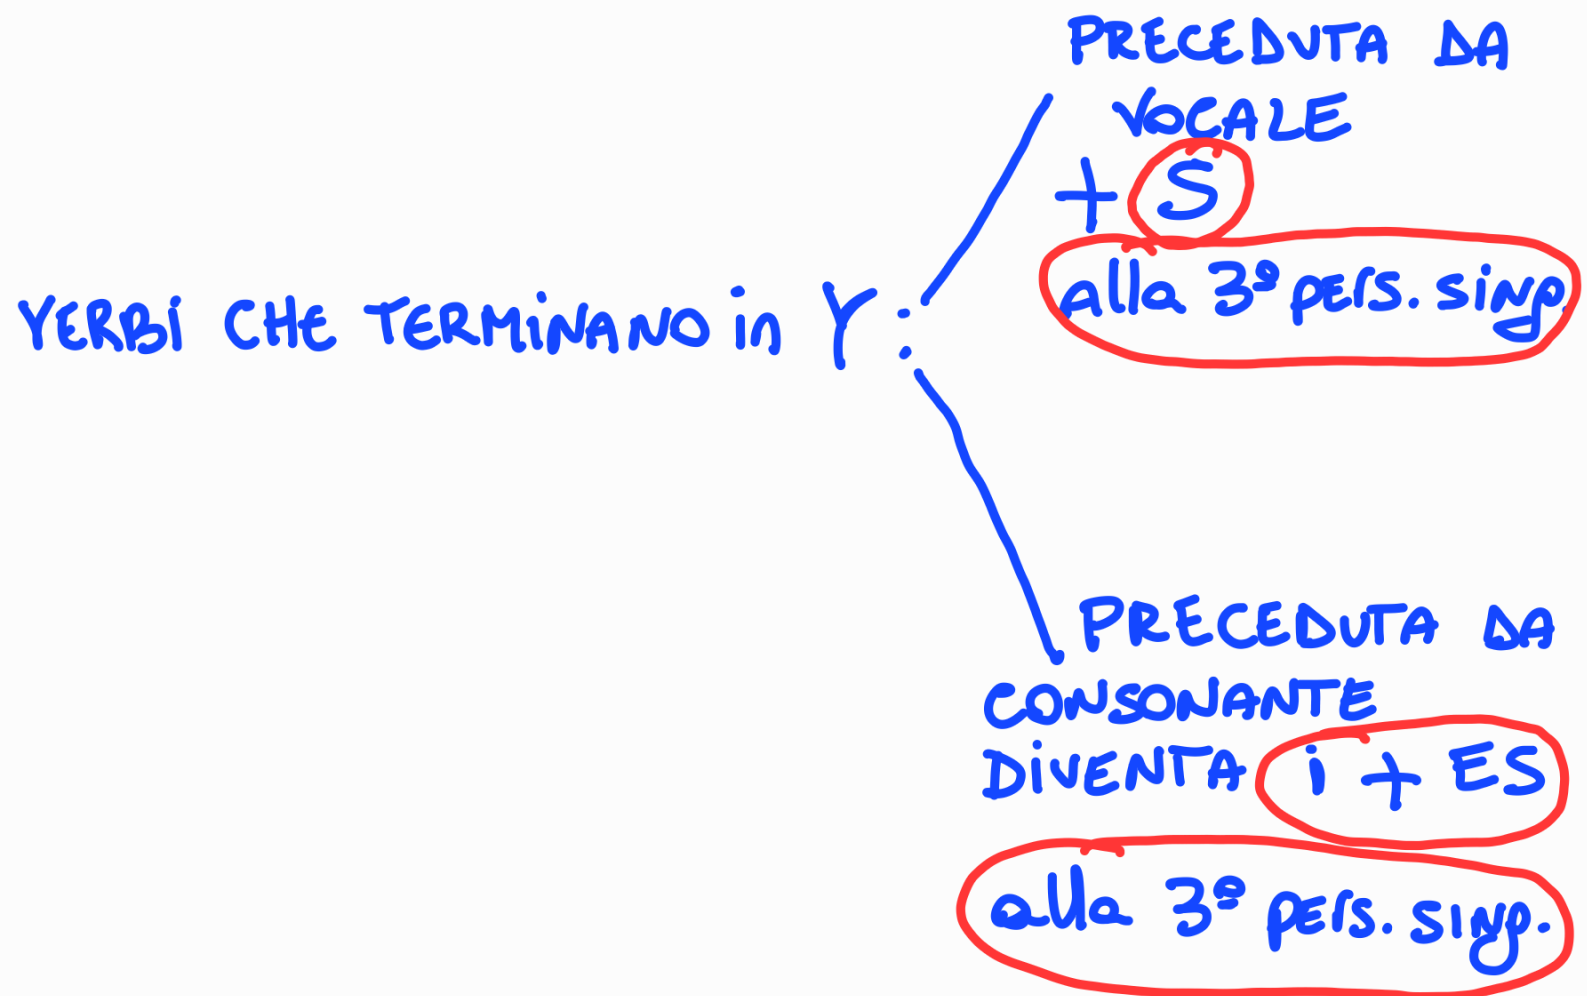 VERBi CHE TERMiNANO in Y :
PRECEDUTA DA
VOCALE
+ S
alla 3ª pers. sing.
PRECEDUTA DA
CONSONANTE
DiVENTA i + ES
alla 3ª pers. sing.